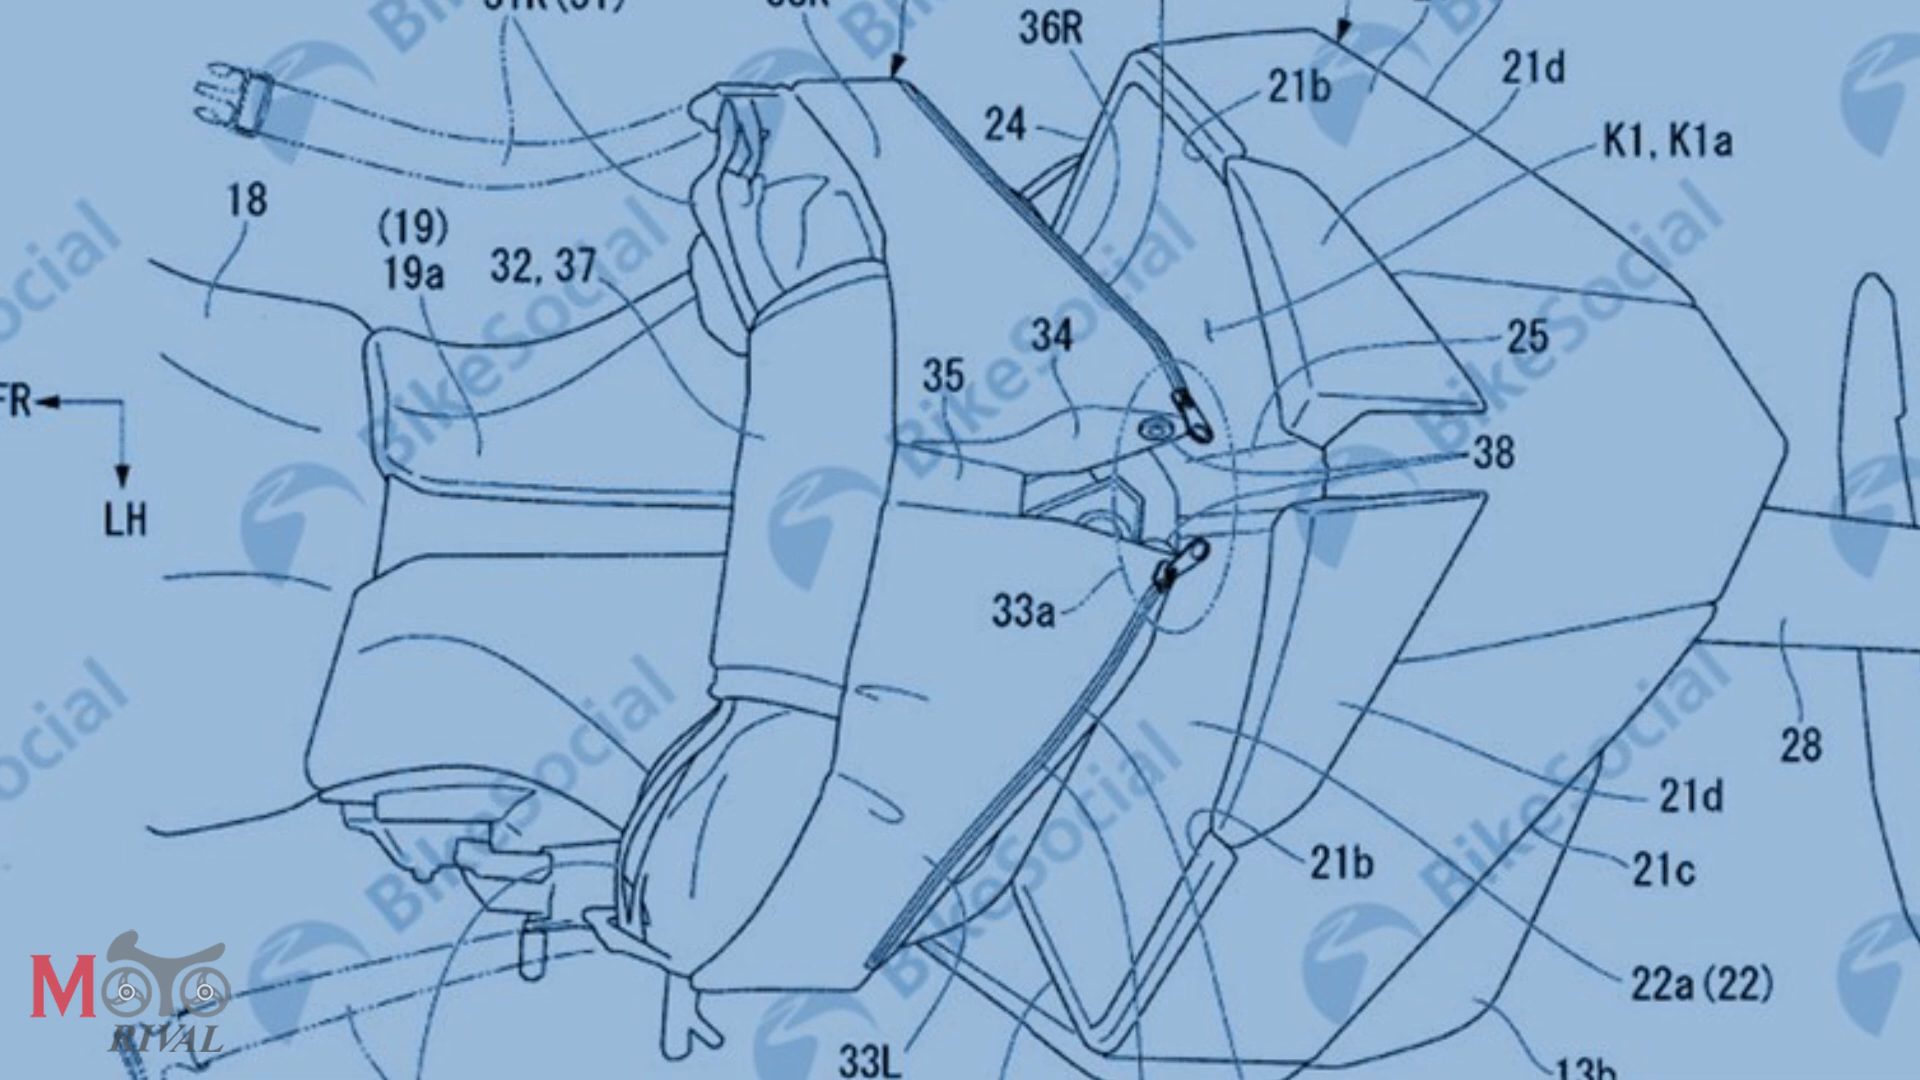 36R
21d
21b
24
K1, K1a
18
(19)
19a
32, 37
34
25
35
FR
38
LH
33a
28
21d
21b
21c
22a (22)
33L
13b
BikeSocial
BikeSocial
BikeSocial
BikeSocial
BikeSocial
BikeSocial
MOTO
RIVAL